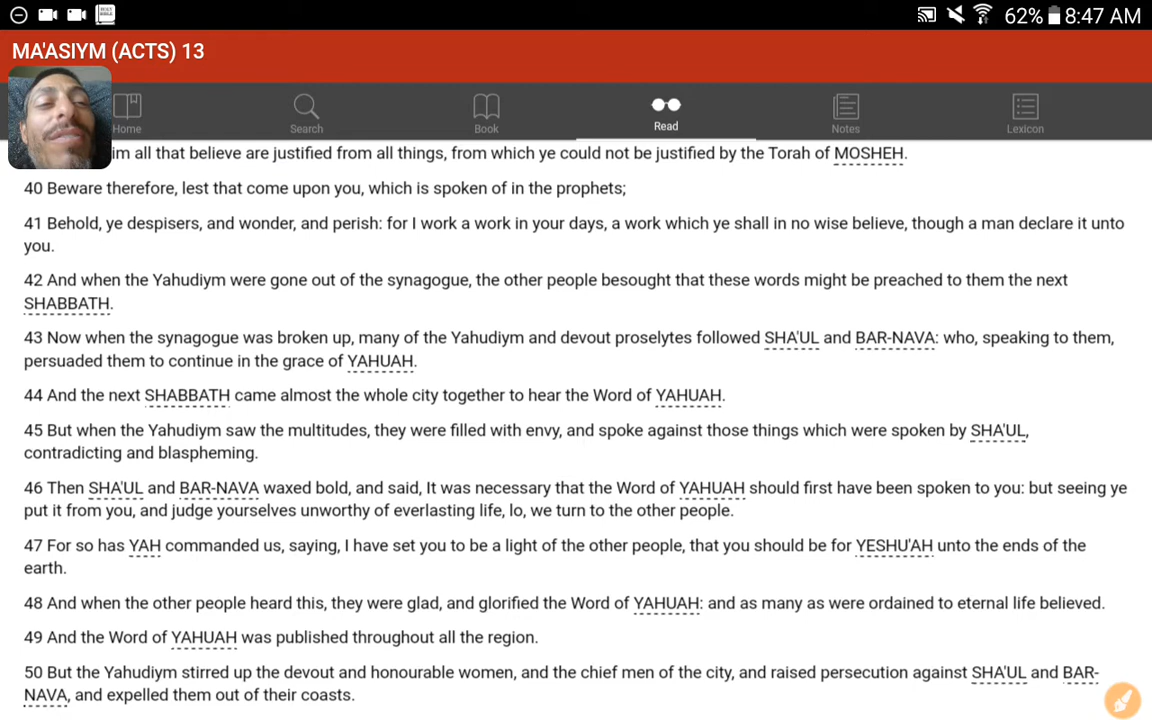 62% 8:47 AM
MA'ASIYM (ACTS) 13
Home Search Book Read Notes Lexicon
im all that believe are justified from all things, from which ye could not be justified by the Torah of MOSHEH.
40 Beware therefore, lest that come upon you, which is spoken of in the prophets;
41 Behold, ye despisers, and wonder, and perish: for I work a work in your days, a work which ye shall in no wise believe, though a man declare it unto
you.
42 And when the Yahudiym were gone out of the synagogue, the other people besought that these words might be preached to them the next
SHABBATH.
43 Now when the synagogue was broken up, many of the Yahudiym and devout proselytes followed SHA'UL and BAR-NAVA: who, speaking to them,
persuaded them to continue in the grace of YAHUAH.
44 And the next SHABBATH came almost the whole city together to hear the Word of YAHUAH.
45 But when the Yahudiym saw the multitudes, they were filled with envy, and spoke against those things which were spoken by SHA'UL,
contradicting and blaspheming.
46 Then SHA'UL and BAR-NAVA waxed bold, and said, It was necessary that the Word of YAHUAH should first have been spoken to you: but seeing ye
put it from you, and judge yourselves unworthy of everlasting life, lo, we turn to the other people.
47 For so has YAH commanded us, saying, I have set you to be a light of the other people, that you should be for YESHU'AH unto the ends of the
earth.
48 And when the other people heard this, they were glad, and glorified the Word of YAHUAH: and as many as were ordained to eternal life believed.
49 And the Word of YAHUAH was published throughout all the region.
50 But the Yahudiym stirred up the devout and honourable women, and the chief men of the city, and raised persecution against SHA'UL and BAR-
NAVA, and expelled them out of their coasts.